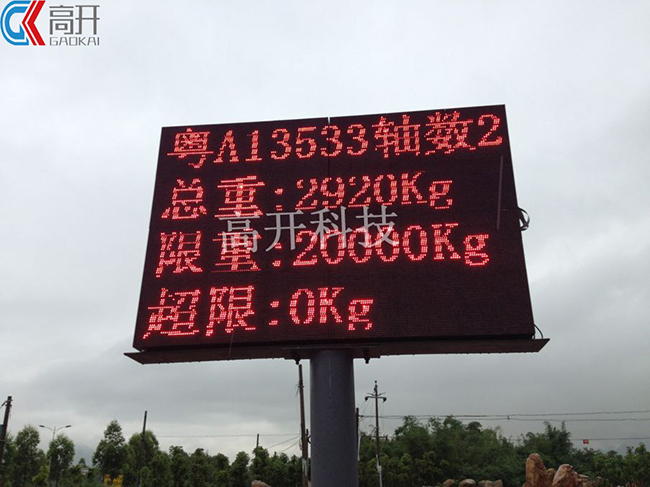 GK 高开
GAOKAI
粤A13533轴数2
总重:2920Kg
高开科技
限重:20000Kg
超限:0Kg